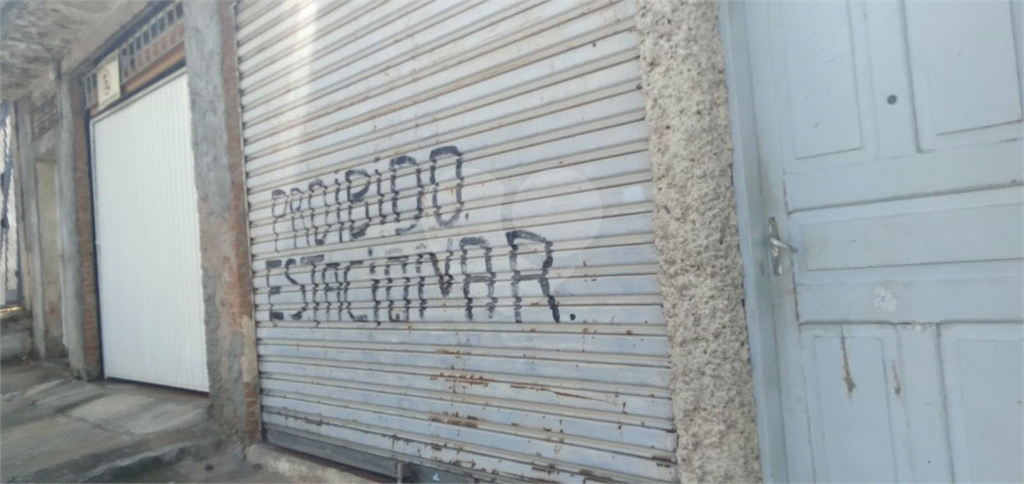 PROIBIDO.
ESTACIONAR.